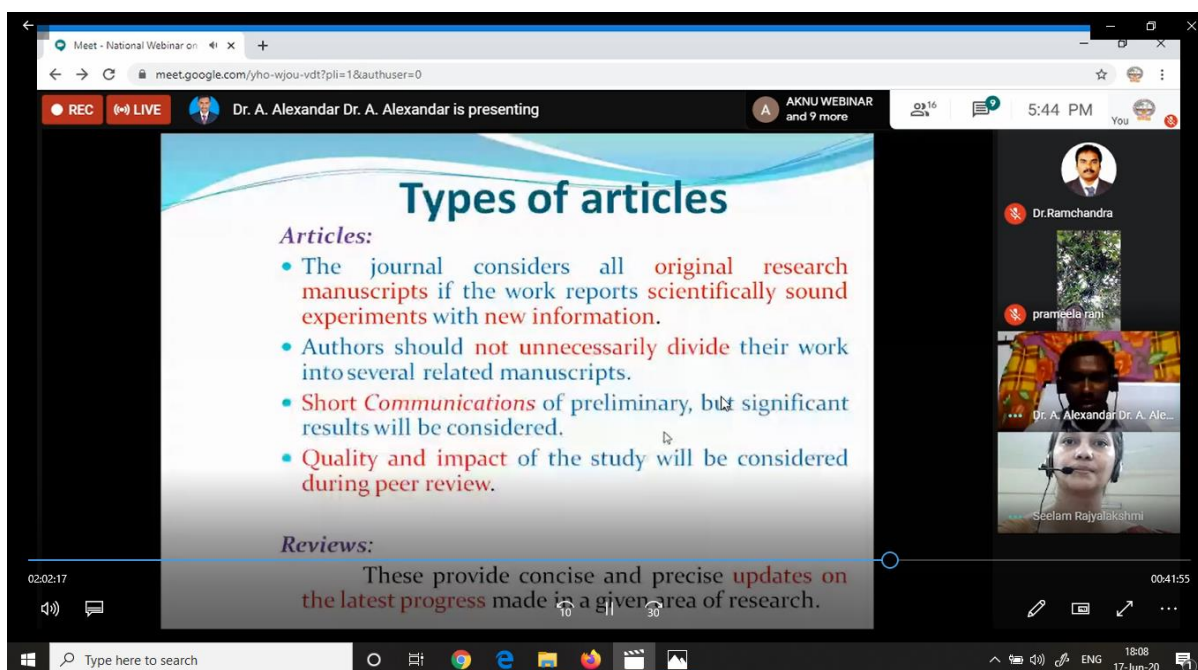 Meet - National Webinar on
meet.google.com/yho-wjou-vdt?pli=1&authuser=0
REC
LIVE
Dr. A. Alexandar Dr. A. Alexandar is presenting
A
AKNU WEBINAR
and 9 more
16
9
5:44 PM
You
Types of articles
Articles:
• The journal considers all original research
manuscripts if the work reports scientifically sound
experiments with new information.
• Authors should not unnecessarily divide their work
into several related manuscripts.
• Short Communications of preliminary, but significant
results will be considered.
• Quality and impact of the study will be considered
during peer review.
Reviews:
These provide concise and precise updates on
the latest progress made in a given area of research.
Dr.Ramchandra
prameela rani
Dr. A. Alexandar Dr. A. Ale...
Seelam Rajyalakshmi
02:02:17
00:41:55
10
30
Type here to search
ENG
18:08
17-Jun-20